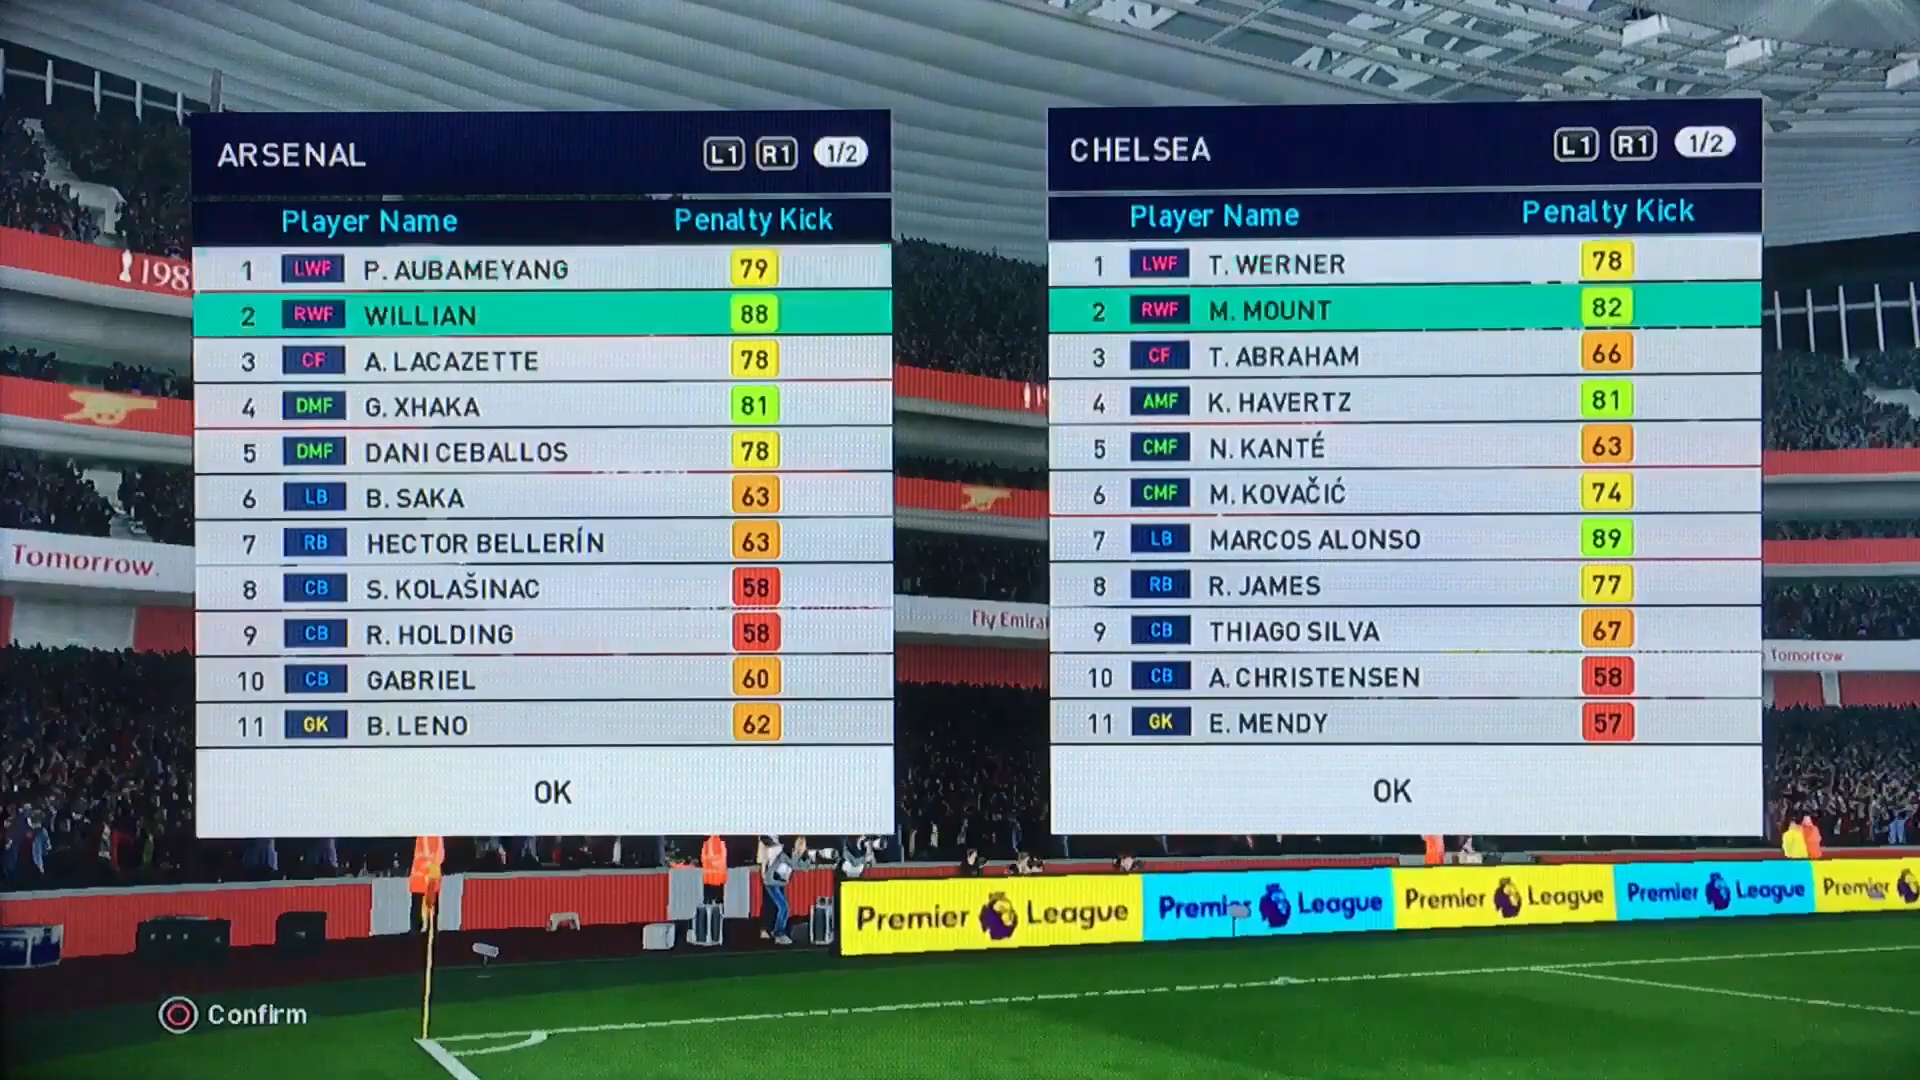 ARSENAL L1 R1 1/2
Player Name Penalty Kick
1 LWF P. AUBAMEYANG 79
2 RWF WILLIAN 88
3 CF A. LACAZETTE 78
4 DMF G. XHAKA 81
5 DMF DANI CEBALLOS 78
6 LB B. SAKA 63
7 RB HECTOR BELLERÍN 63
8 CB S. KOLAŠINAC 58
9 CB R. HOLDING 58
10 CB GABRIEL 60
11 GK B. LENO 62
OK
CHELSEA L1 R1 1/2
Player Name Penalty Kick
1 LWF T. WERNER 78
2 RWF M. MOUNT 82
3 CF T. ABRAHAM 66
4 AMF K. HAVERTZ 81
5 CMF N. KANTÉ 63
6 CMF M. KOVAČIĆ 74
7 LB MARCOS ALONSO 89
8 RB R. JAMES 77
9 CB THIAGO SILVA 67
10 CB A. CHRISTENSEN 58
11 GK E. MENDY 57
OK
198
Tomorrow.
Fly Emira
Tomorrow
Premier League Premier League Premier League Premier League Premier
Confirm